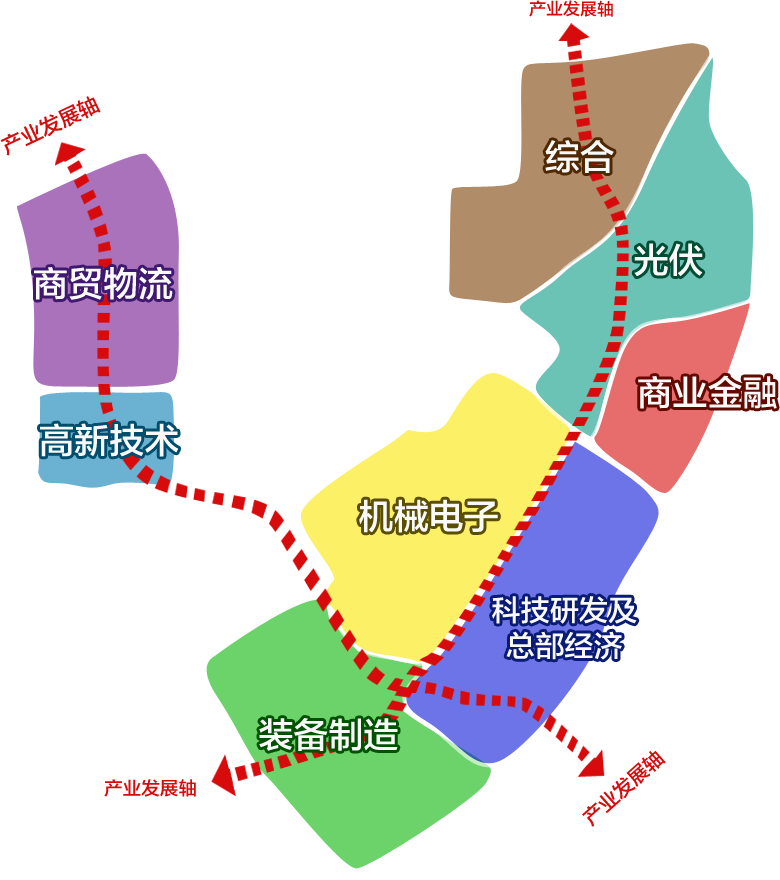 产业发展轴
产业发展轴
综合
光伏
商贸物流
商业金融
高新技术
机械电子
科技研发及
总部经济
装备制造
产业发展轴
产业发展轴